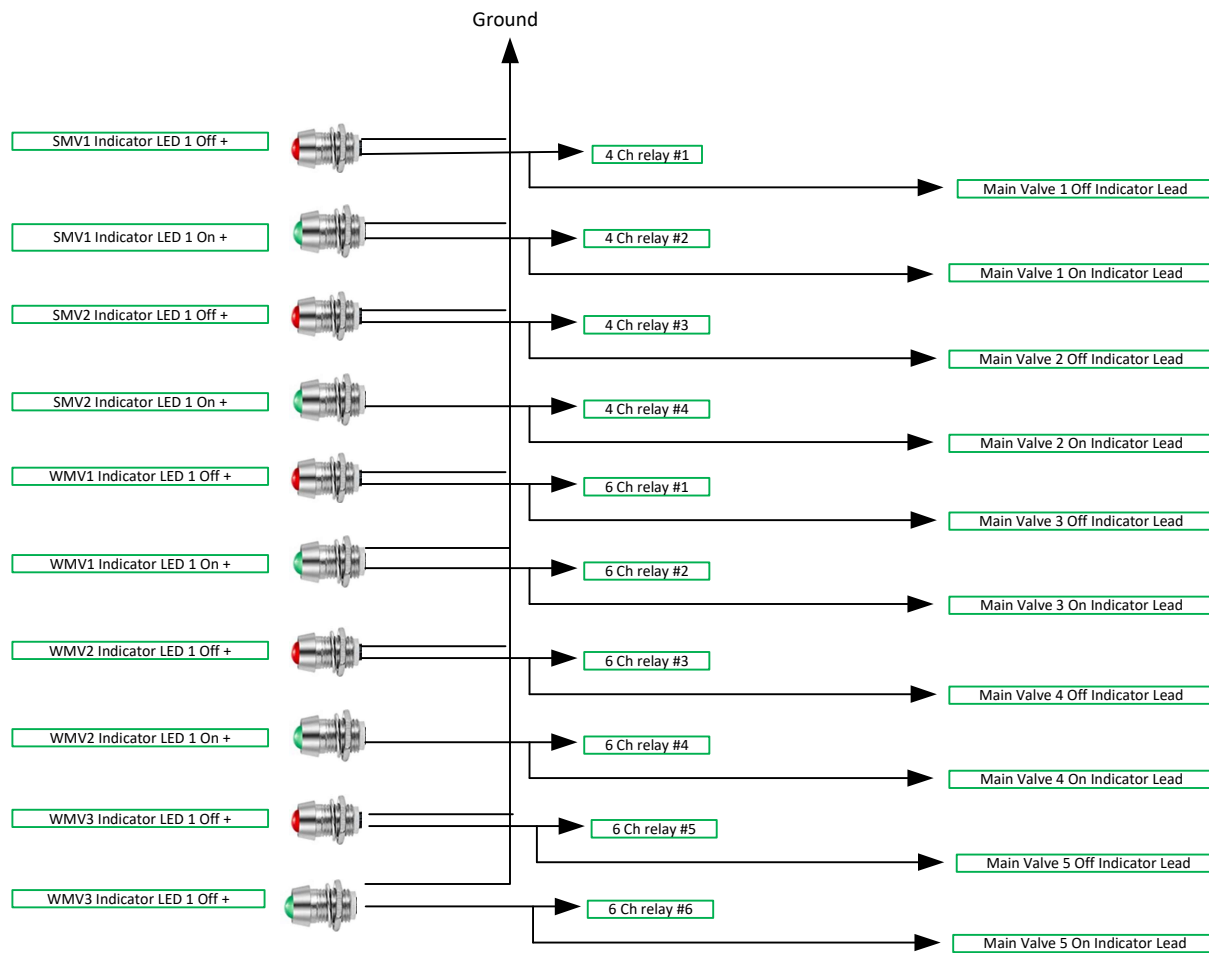 Ground
SMV1 Indicator LED 1 Off +
4 Ch relay #1
Main Valve 1 Off Indicator Lead
SMV1 Indicator LED 1 On +
4 Ch relay #2
Main Valve 1 On Indicator Lead
SMV2 Indicator LED 1 Off +
4 Ch relay #3
Main Valve 2 Off Indicator Lead
SMV2 Indicator LED 1 On +
4 Ch relay #4
Main Valve 2 On Indicator Lead
WMV1 Indicator LED 1 Off +
6 Ch relay #1
Main Valve 3 Off Indicator Lead
WMV1 Indicator LED 1 On +
6 Ch relay #2
Main Valve 3 On Indicator Lead
WMV2 Indicator LED 1 Off +
6 Ch relay #3
Main Valve 4 Off Indicator Lead
WMV2 Indicator LED 1 On +
6 Ch relay #4
Main Valve 4 On Indicator Lead
WMV3 Indicator LED 1 Off +
6 Ch relay #5
Main Valve 5 Off Indicator Lead
WMV3 Indicator LED 1 Off +
6 Ch relay #6
Main Valve 5 On Indicator Lead